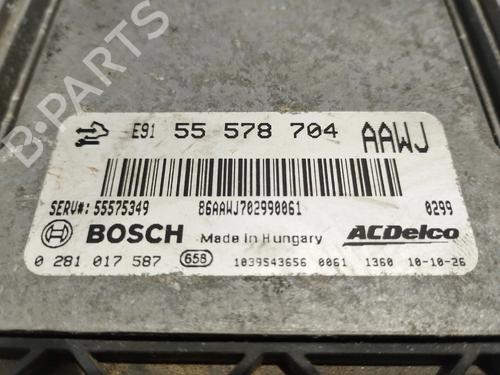 E91 55 578 704 AAWJ
SERV#: 55575349 86AAWJ702990061 0299
BOSCH Made in Hungary ACDelco
0 281 017 587 658 1039S43656 0061 1360 10-10-26